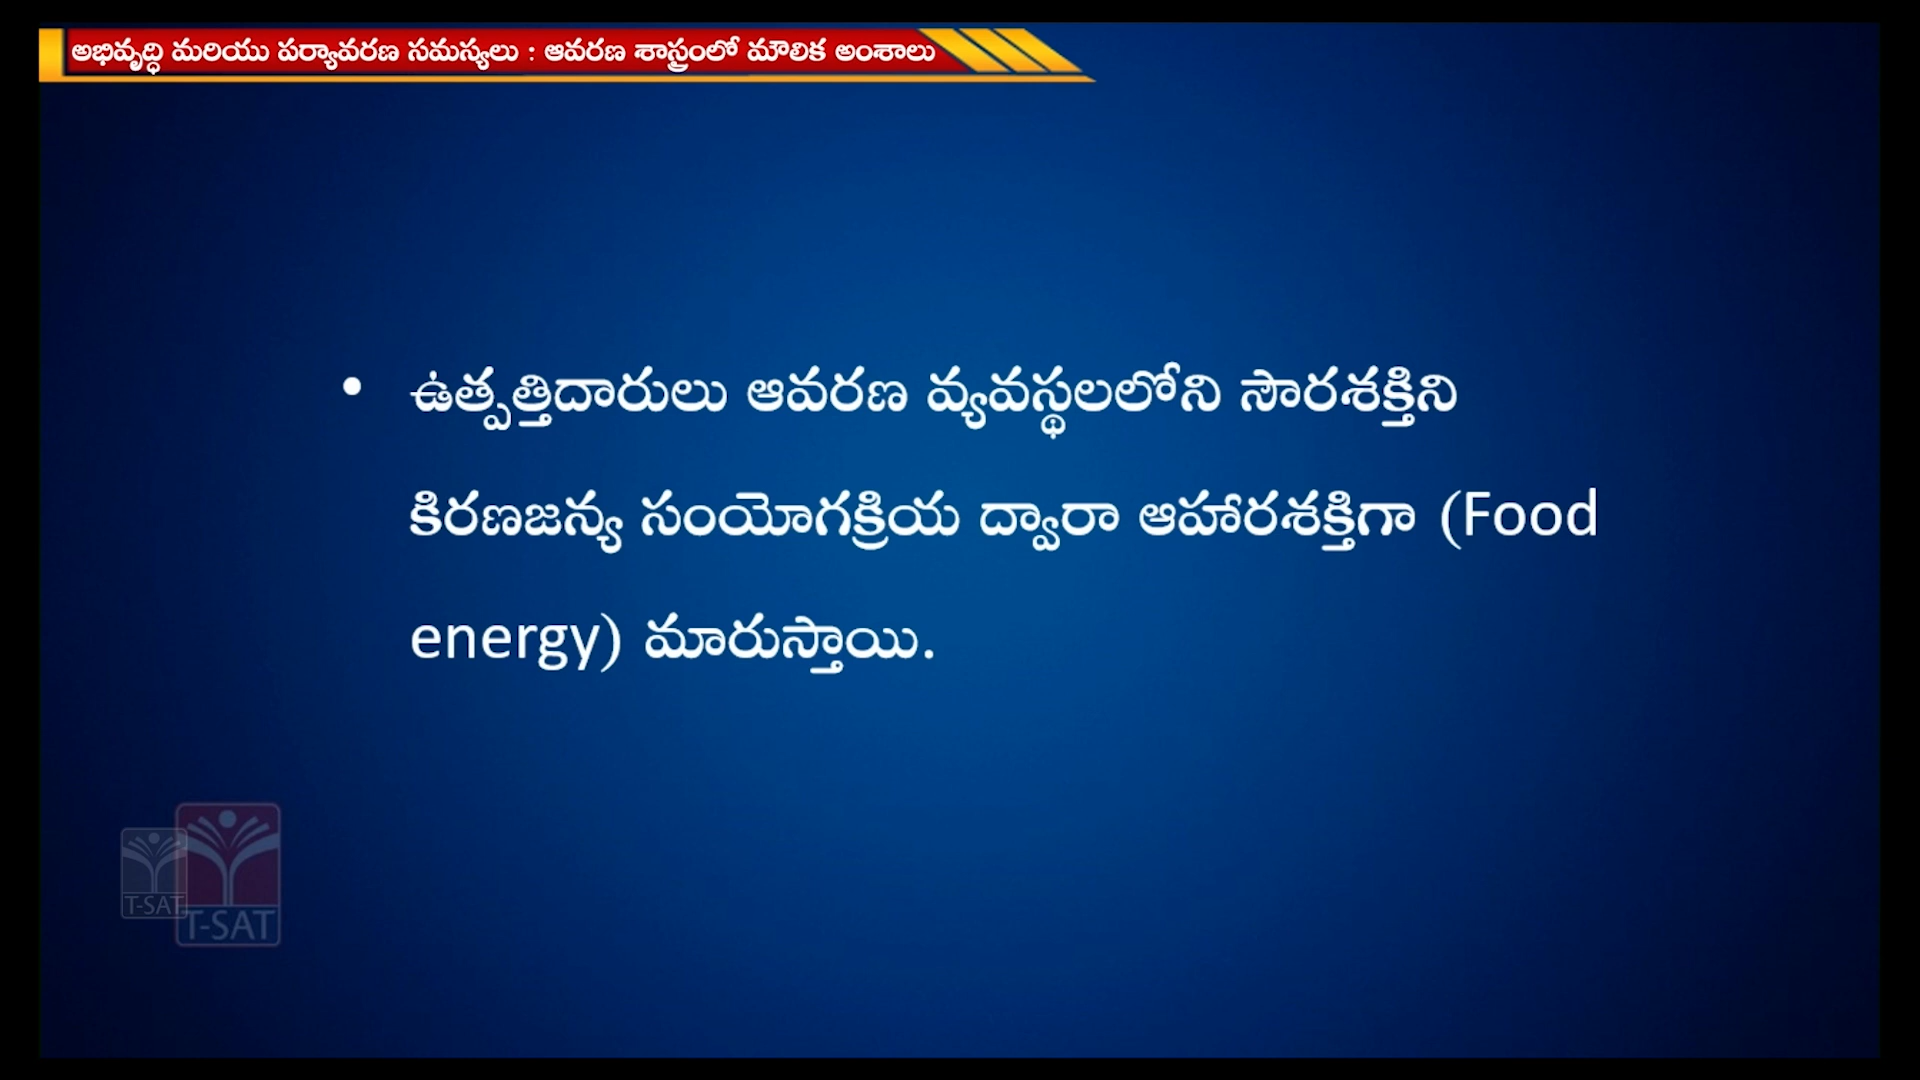 అభివృద్ధి మరియు పర్యావరణ సమస్యలు : ఆవరణ శాస్త్రంలో మౌలిక అంశాలు
• ఉత్పత్తిదారులు ఆవరణ వ్యవస్థలలోని సౌరశక్తిని
కిరణజన్య సంయోగక్రియ ద్వారా ఆహారశక్తిగా (Food
energy) మారుస్తాయి.
T-SAT
T-SAT